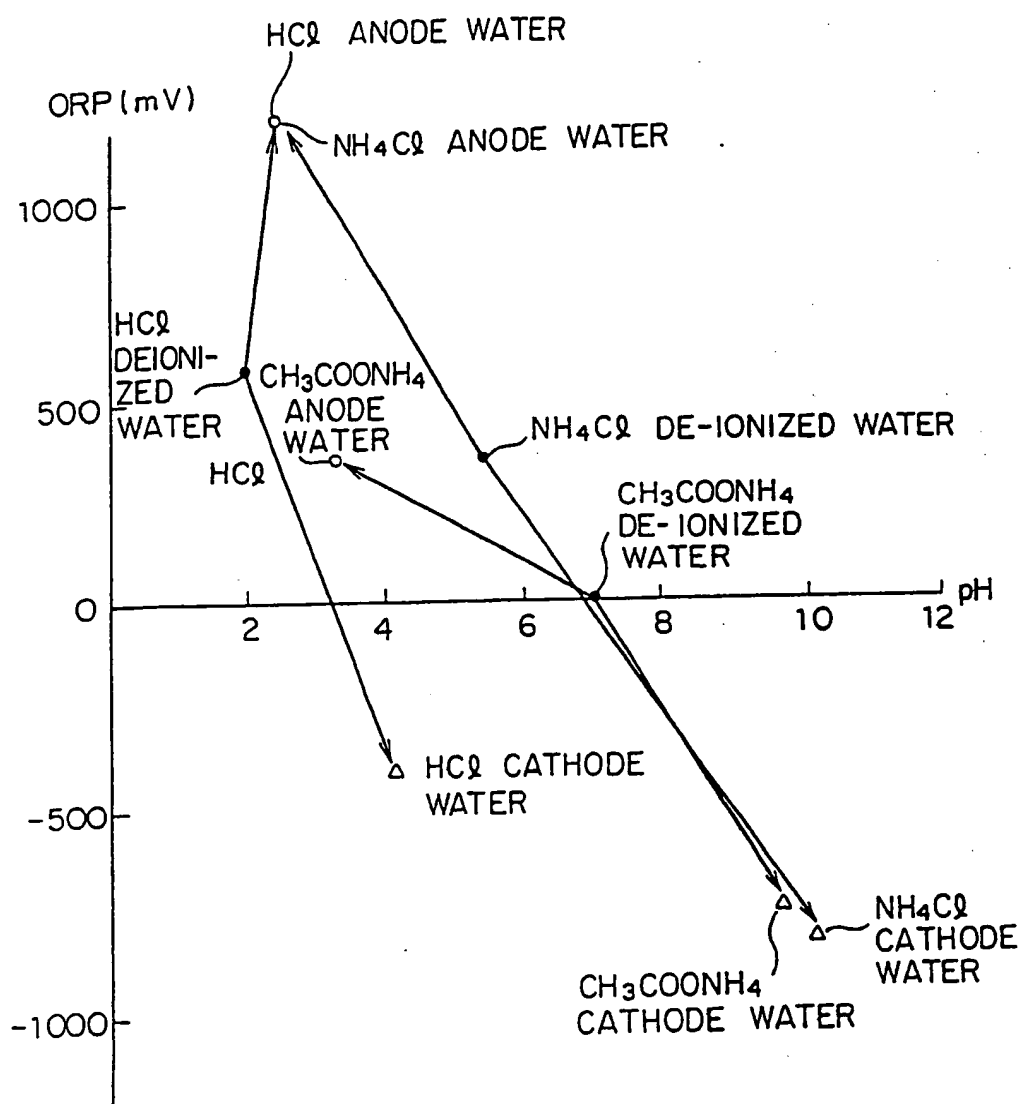 HCl ANODE WATER
ORP(mV)
NH4Cl ANODE WATER
1000
HCl
DEIONI-
ZED
WATER
CH3COONH4
ANODE
WATER
500
NH4Cl DE-IONIZED WATER
HCl
CH3COONH4
DE-IONIZED
WATER
0
2
4
6
8
10
12
pH
HCl CATHODE
WATER
-500
NH4Cl
CATHODE
WATER
CH3COONH4
CATHODE WATER
-1000